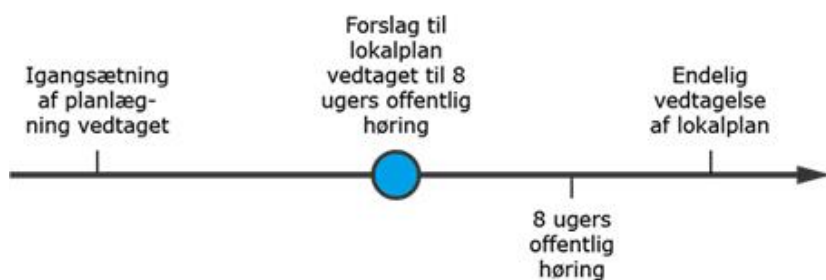 Igangsætning
af planlæg-
ning vedtaget
Forslag til
lokalplan
vedtaget til 8
ugers offentlig
høring
8 ugers
offentlig
høring
Endelig
vedtagelse
af lokalplan